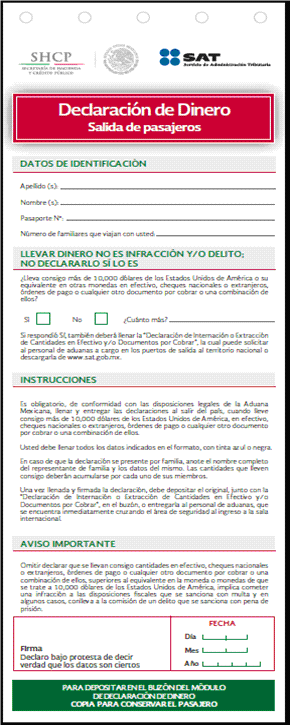 SHCP
SECRETARÍA DE HACIENDA
Y CRÉDITO PÚBLICO
SAT
Servicio de Administración Tributaria
Declaración de Dinero
Salida de pasajeros
DATOS DE IDENTIFICACIÓN
Apellido (s):
Nombre (s):
Pasaporte N°:
Número de familiares que viajan con usted:
LLEVAR DINERO NO ES INFRACCIÓN Y/O DELITO;
NO DECLARARLO SÍ LO ES
¿Lleva consigo más de 10,000 dólares de los Estados Unidos de América o su
equivalente en otras monedas en efectivo, cheques nacionales o extranjeros,
órdenes de pago o cualquier otro documento por cobrar o una combinación de
ellos?
Sí No ¿Cuánto más?
Si respondió SÍ, también deberá llenar la "Declaración de Internación o Extracción
de Cantidades en Efectivo y/o Documentos por Cobrar", la cual puede solicitar
al personal de aduanas a cargo en los puertos de salida al territorio nacional o
descargarla de www.sat.gob.mx.
INSTRUCCIONES
Es obligatorio, de conformidad con las disposiciones legales de la Aduana
Mexicana, llenar y entregar las declaraciones al salir del país, cuando lleve
consigo más de 10,000 dólares de los Estados Unidos de América, en efectivo,
cheques nacionales o extranjeros, órdenes de pago o cualquier otro documento
por cobrar o una combinación de ellos.
Usted debe llenar todos los datos indicados en el formato, con tinta azul o negra.
En caso de que la declaración se presente por familia, anote el nombre completo
del representante de familia y los datos del mismo. Las cantidades que lleven
consigo deberán acumularse por cada uno de sus miembros.
Una vez llenada y firmada la declaración, debe depositar el original, junto con la
"Declaración de Internación o Extracción de Cantidades en Efectivo y/o
Documentos por Cobrar", en el buzón, o entregarla al personal de aduanas, que
se encuentra inmediatamente cruzando el área de seguridad al ingreso a la sala
internacional.
AVISO IMPORTANTE
Omitir declarar que se llevan consigo cantidades en efectivo, cheques nacionales
o extranjeros, órdenes de pago o cualquier otro documento por cobrar o una
combinación de ellos, superiores al equivalente en la moneda o monedas de que
se trate a 10,000 dólares de los Estados Unidos de América, implica cometer
una infracción a las disposiciones fiscales que se sanciona con multa y en
algunos casos, conlleva a la comisión de un delito que se sanciona con pena de
prisión.
FECHA
Día
Mes
Año
Firma
Declaro bajo protesta de decir
verdad que los datos son ciertos
PARA DEPOSITAR EN EL BUZÓN DEL MÓDULO
DE DECLARACIÓN DE DINERO
COPIA PARA CONSERVAR EL PASAJERO